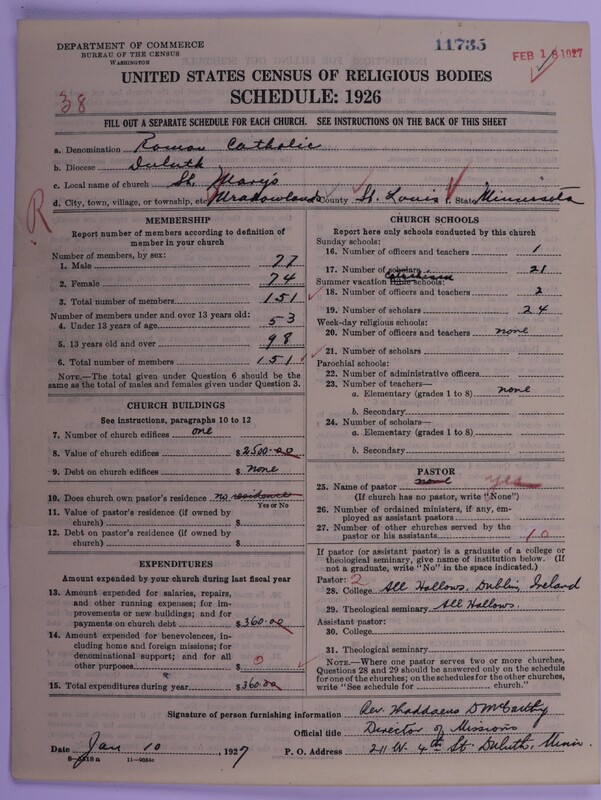 DEPARTMENT OF COMMERCE
BUREAU OF THE CENSUS
WASHINGTON
11735
FEB 18 1927
UNITED STATES CENSUS OF RELIGIOUS BODIES
SCHEDULE: 1926
38
FILL OUT A SEPARATE SCHEDULE FOR EACH CHURCH. SEE INSTRUCTIONS ON THE BACK OF THIS SHEET
a. Denomination Roman Catholic
b. Diocese Duluth
c. Local name of church St. Mary's
d. City, town, village, or township, etc Meadowlands County St. Louis State Minnesota
R
MEMBERSHIP
Report number of members according to definition of member in your church
Number of members, by sex:
1. Male 77
2. Female 74
3. Total number of members 151
Number of members under and over 13 years old:
4. Under 13 years of age 53
5. 13 years old and over 98
6. Total number of members 151
NOTE.—The total given under Question 6 should be the same as the total of males and females given under Question 3.
CHURCH BUILDINGS
See instructions, paragraphs 10 to 12
7. Number of church edifices one
8. Value of church edifices $2500.00
9. Debt on church edifices $ None
10. Does church own pastor's residence no residence
Yes or No
11. Value of pastor's residence (if owned by church) $
12. Debt on pastor's residence (if owned by church) $
EXPENDITURES
Amount expended by your church during last fiscal year
13. Amount expended for salaries, repairs, and other running expenses; for improvements or new buildings; and for payments on church debt $360.00
14. Amount expended for benevolences, including home and foreign missions; for denominational support; and for all other purposes 0
15. Total expenditures during year $360.00
CHURCH SCHOOLS
Report here only schools conducted by this church
Sunday schools:
16. Number of officers and teachers 1
17. Number of scholars 21
Summer vacation Bible schools:
18. Number of officers and teachers 2
19. Number of scholars 24
Week-day religious schools:
20. Number of officers and teachers none
21. Number of scholars
Parochial schools:
22. Number of administrative officers
23. Number of teachers—
a. Elementary (grades 1 to 8) none
b. Secondary
24. Number of scholars—
a. Elementary (grades 1 to 8)
b. Secondary
PASTOR
25. Name of pastor none yes
(If church has no pastor, write "None")
26. Number of ordained ministers, if any, employed as assistant pastors
27. Number of other churches served by the pastor or his assistants 10
If pastor (or assistant pastor) is a graduate of a college or theological seminary, give name of institution below. (If not a graduate, write "No" in the space indicated.)
Pastor: 2
28. College All Hallows, Dublin, Ireland
29. Theological seminary All Hallows.
Assistant pastor:
30. College
31. Theological seminary
NOTE.—Where one pastor serves two or more churches, Questions 28 and 29 should be answered only on the schedule for one of the churches; on the schedules for the other churches, write "See schedule for church."
Signature of person furnishing information Rev. Thaddaeus D McCarthy
Official title Director of Missions
Date Jan 10, 1927 P. O. Address 211 W. 4th St. Duluth, Minn.
11—9054